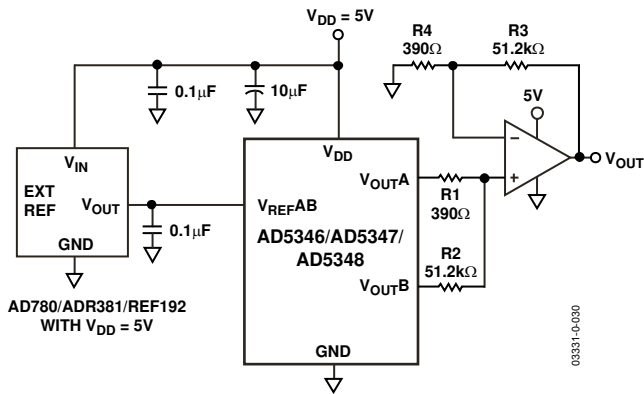 V_DD = 5V
R4
390Ω
R3
51.2kΩ
0.1µF
10µF
5V
V_IN
EXT
REF
V_OUT
GND
V_DD
V_OUTA
V_REFAB
R1
390Ω
–
+
V_OUT
0.1µF
AD5346/AD5347/
AD5348
R2
51.2kΩ
V_OUTB
AD780/ADR381/REF192
WITH V_DD = 5V
GND
03331-0-030